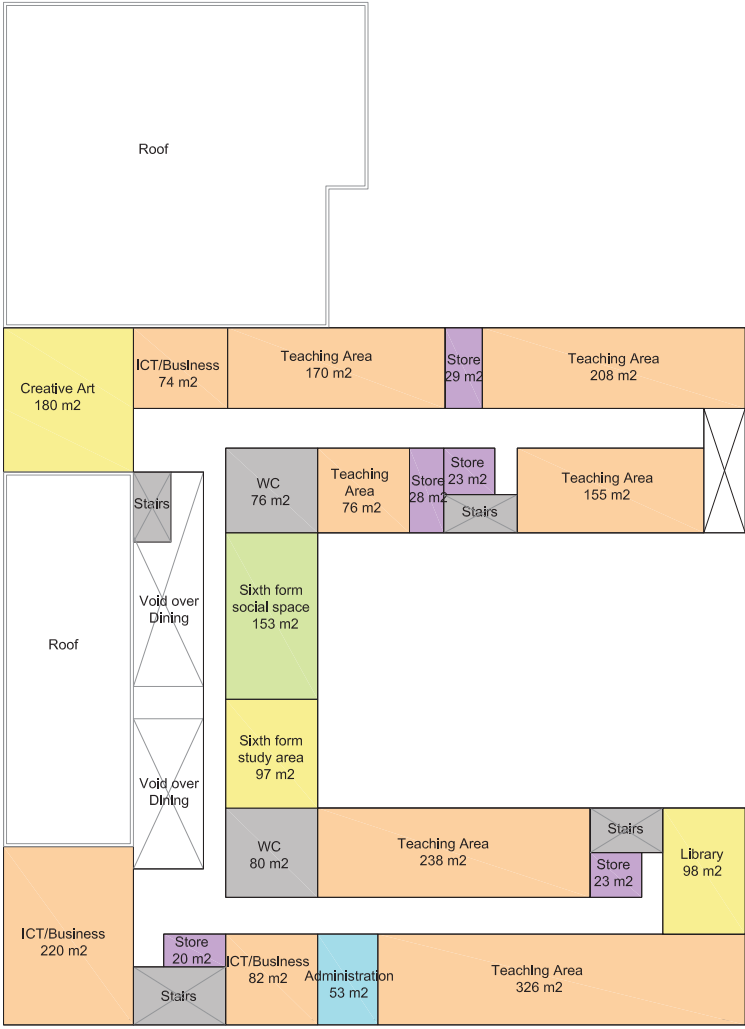 Roof
Creative Art
180 m2
ICT/Business
74 m2
Teaching Area
170 m2
Store
29 m2
Teaching Area
208 m2
Stairs
WC
76 m2
Teaching
Area
76 m2
Store
28 m2
Store
23 m2
Stairs
Teaching Area
155 m2
Void over
Dining
Sixth form
social space
153 m2
Roof
Sixth form
study area
97 m2
Void over
Dining
WC
80 m2
Teaching Area
238 m2
Stairs
Store
23 m2
Library
98 m2
ICT/Business
220 m2
Store
20 m2
Stairs
ICT/Business
82 m2
Administration
53 m2
Teaching Area
326 m2